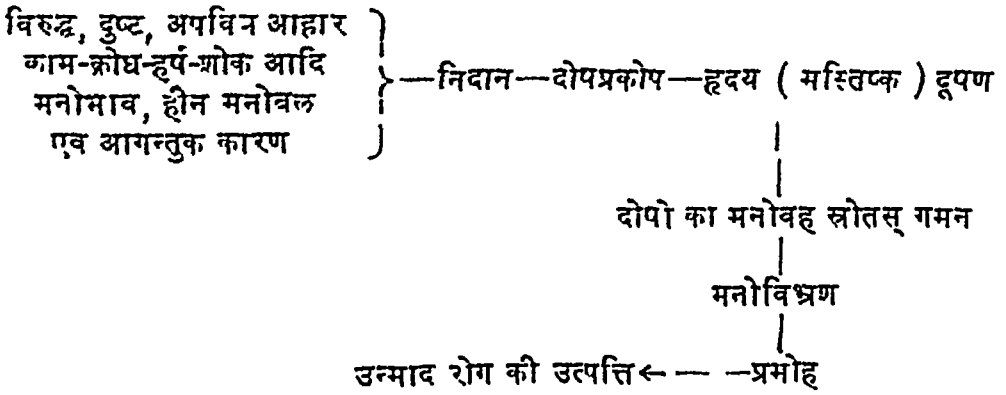 विरुद्ध, दुष्ट, अपवित्र आहार
काम-क्रोध-हर्ष-शोक आदि
मनोभाव, हीन मनोबल
एव आगन्तुक कारण
—निदान—दोषप्रकोप—हृदय ( मस्तिष्क ) दूषण
दोषो का मनोवह स्रोतस् गमन
मनोविभ्रण
उन्माद रोग की उत्पत्ति← — —प्रमोह